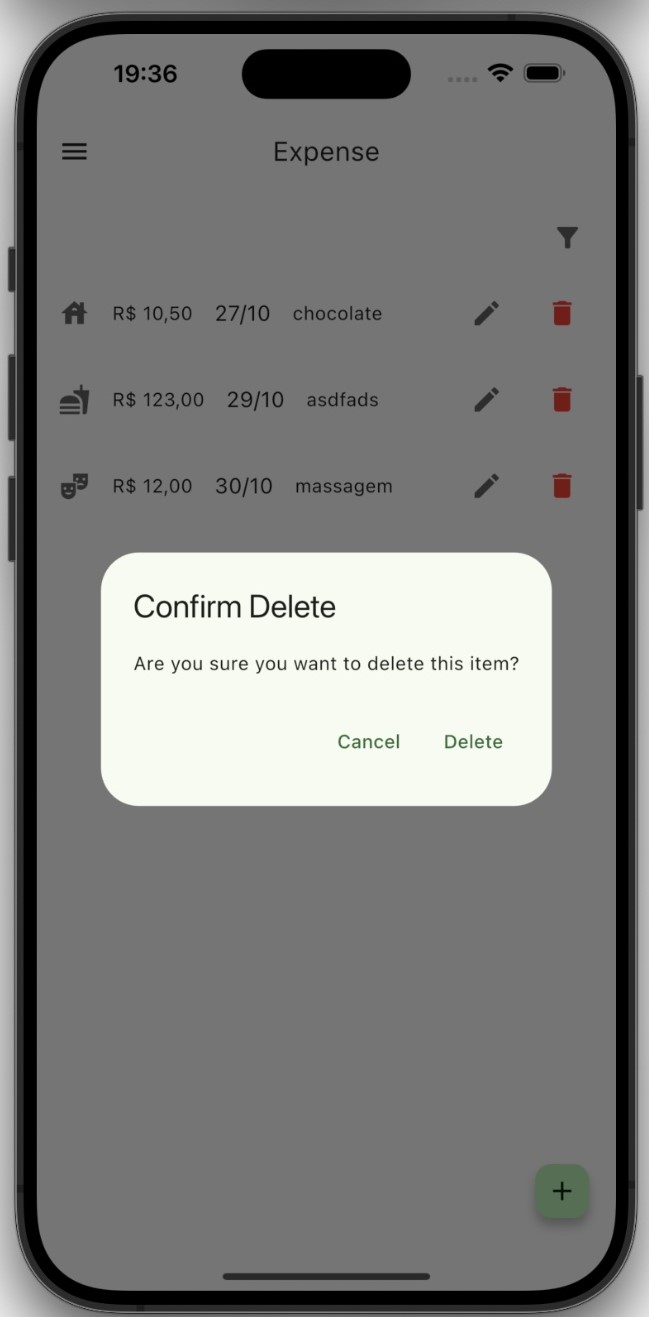 19:36
Expense
R$ 10,50 27/10 chocolate
R$ 123,00 29/10 asdfads
R$ 12,00 30/10 massagem
Confirm Delete
Are you sure you want to delete this item?
Cancel Delete